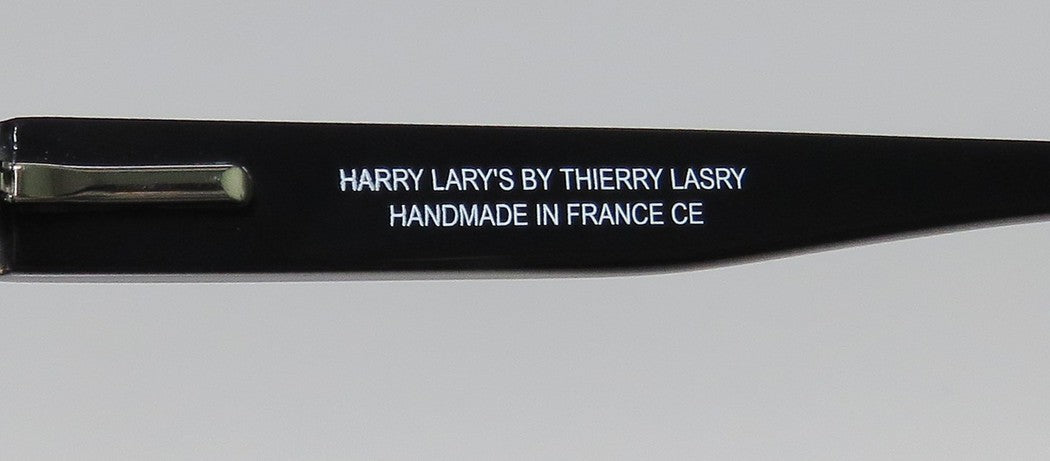 HARRY LARY'S BY THIERRY LASRY
HANDMADE IN FRANCE CE